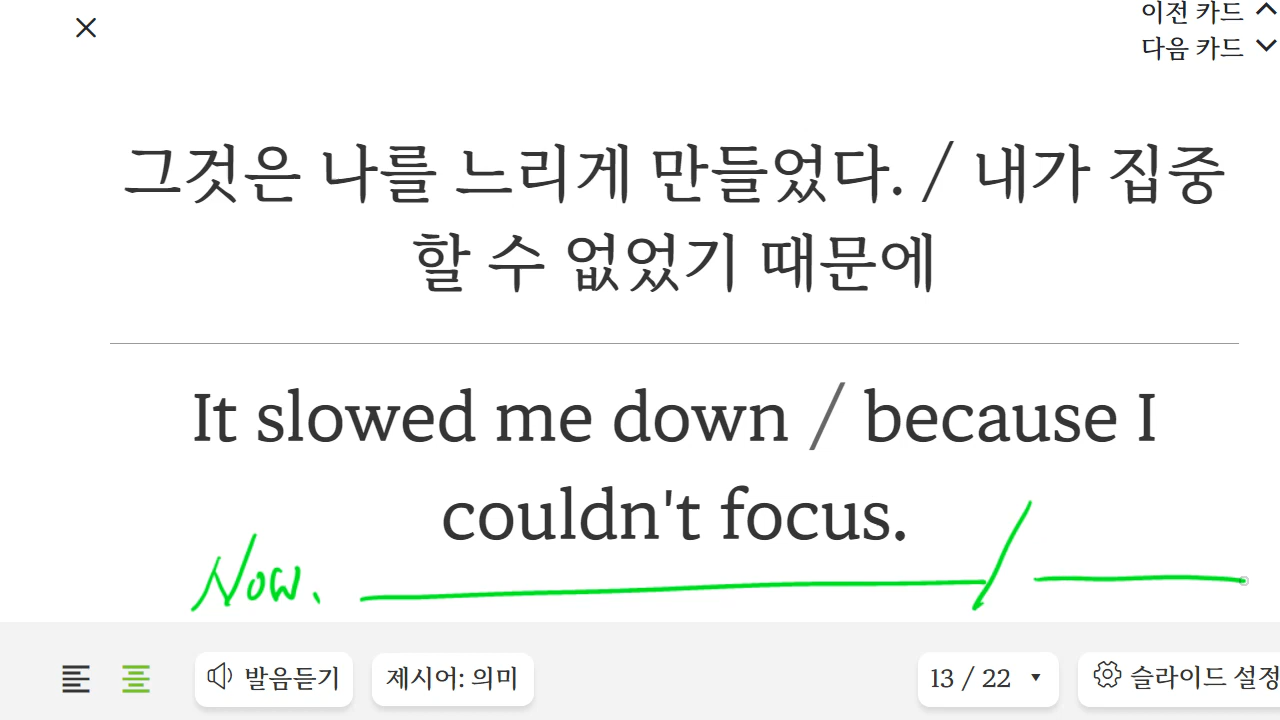 이전 카드
다음 카드
그것은 나를 느리게 만들었다. / 내가 집중
할 수 없었기 때문에
It slowed me down / because I
couldn't focus.
Now. /
발음듣기 제시어: 의미 13 / 22 슬라이드 설정